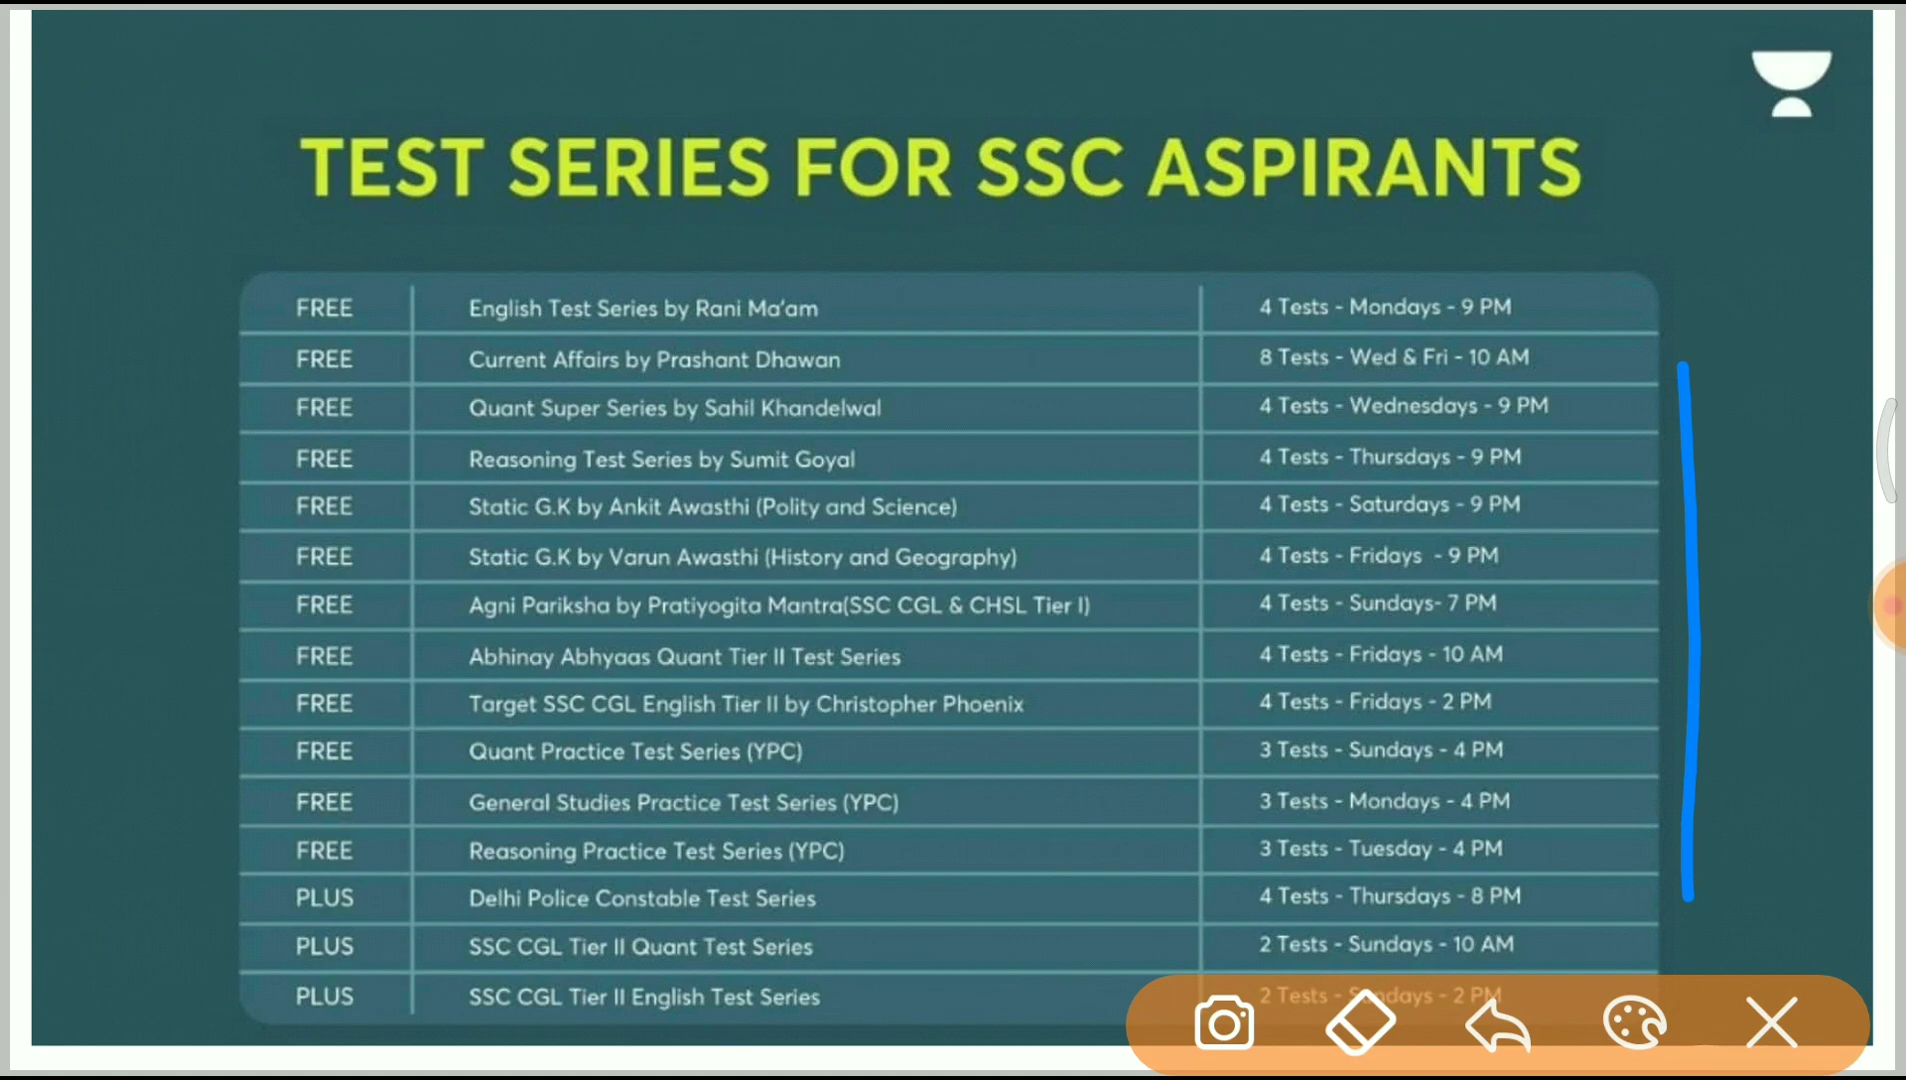 TEST SERIES FOR SSC ASPIRANTS
FREE English Test Series by Rani Ma'am 4 Tests - Mondays - 9 PM
FREE Current Affairs by Prashant Dhawan 8 Tests - Wed & Fri - 10 AM
FREE Quant Super Series by Sahil Khandelwal 4 Tests - Wednesdays - 9 PM
FREE Reasoning Test Series by Sumit Goyal 4 Tests - Thursdays - 9 PM
FREE Static G.K by Ankit Awasthi (Polity and Science) 4 Tests - Saturdays - 9 PM
FREE Static G.K by Varun Awasthi (History and Geography) 4 Tests - Fridays - 9 PM
FREE Agni Pariksha by Pratiyogita Mantra(SSC CGL & CHSL Tier I) 4 Tests - Sundays- 7 PM
FREE Abhinay Abhyaas Quant Tier II Test Series 4 Tests - Fridays - 10 AM
FREE Target SSC CGL English Tier II by Christopher Phoenix 4 Tests - Fridays - 2 PM
FREE Quant Practice Test Series (YPC) 3 Tests - Sundays - 4 PM
FREE General Studies Practice Test Series (YPC) 3 Tests - Mondays - 4 PM
FREE Reasoning Practice Test Series (YPC) 3 Tests - Tuesday - 4 PM
PLUS Delhi Police Constable Test Series 4 Tests - Thursdays - 8 PM
PLUS SSC CGL Tier II Quant Test Series 2 Tests - Sundays - 10 AM
PLUS SSC CGL Tier II English Test Series 2 Tests - - 2 PM